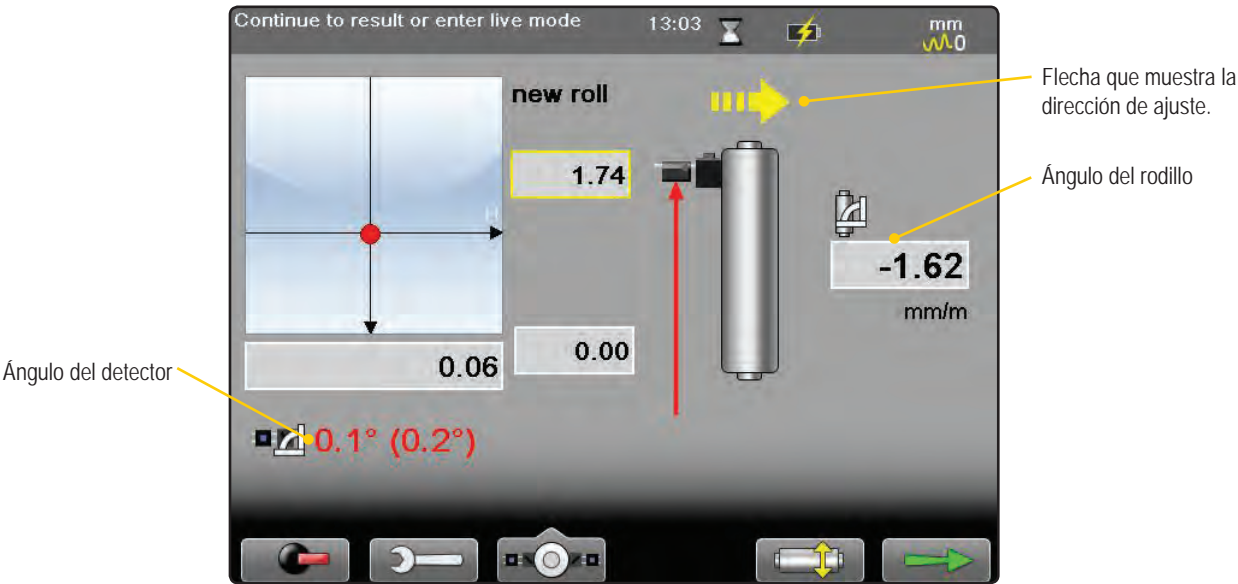 Continue to result or enter live mode
13:03
mm
0
new roll
1.74
0.06
0.00
0.1° (0.2°)
-1.62
mm/m
Flecha que muestra la
dirección de ajuste.
Ángulo del rodillo
Ángulo del detector